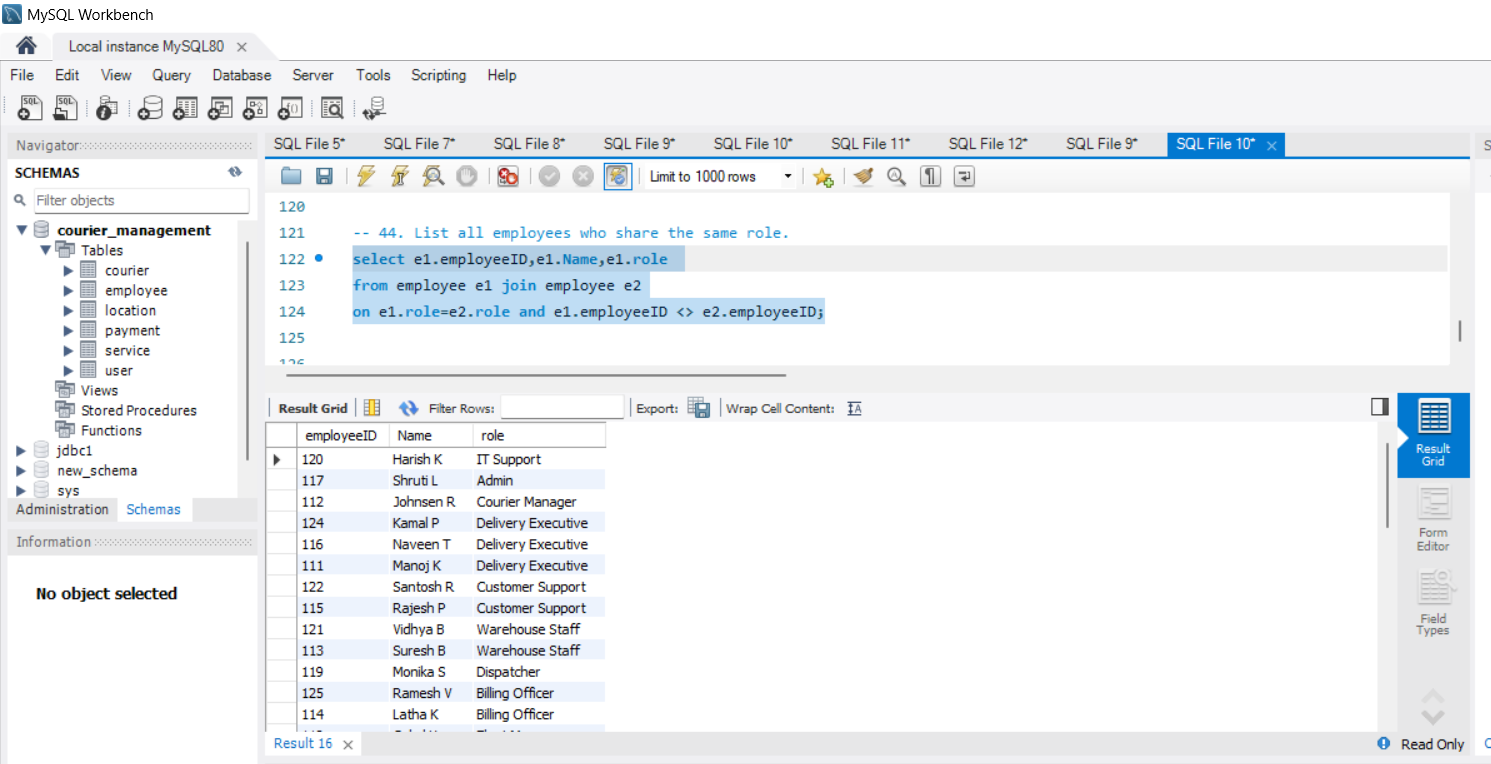 MySQL Workbench
Local instance MySQL80
File Edit View Query Database Server Tools Scripting Help
Navigator
SCHEMAS
Filter objects
courier_management
Tables
courier
employee
location
payment
service
user
Views
Stored Procedures
Functions
jdbc1
new_schema
sys
Administration Schemas
Information
No object selected
SQL File 5* SQL File 7* SQL File 8* SQL File 9* SQL File 10* SQL File 11* SQL File 12* SQL File 9* SQL File 10*
Limit to 1000 rows
120
121 -- 44. List all employees who share the same role.
122 select e1.employeeID,e1.Name,e1.role
123 from employee e1 join employee e2
124 on e1.role=e2.role and e1.employeeID <> e2.employeeID;
125
126
Result Grid Filter Rows: Export: Wrap Cell Content:
employeeID Name role
120 Harish K IT Support
117 Shruti L Admin
112 Johnsen R Courier Manager
124 Kamal P Delivery Executive
116 Naveen T Delivery Executive
111 Manoj K Delivery Executive
122 Santosh R Customer Support
115 Rajesh P Customer Support
121 Vidhya B Warehouse Staff
113 Suresh B Warehouse Staff
119 Monika S Dispatcher
125 Ramesh V Billing Officer
114 Latha K Billing Officer
Result 16
Result
Grid
Form
Editor
Field
Types
Read Only